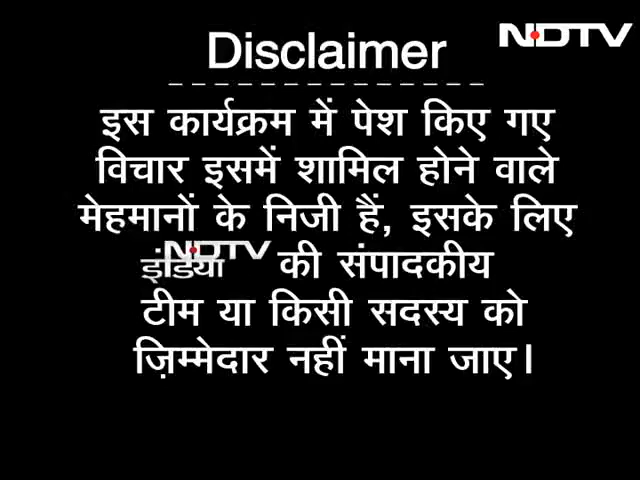 NDTV
Disclaimer
इस कार्यक्रम में पेश किए गए
विचार इसमें शामिल होने वाले
मेहमानों के निजी हैं, इसके लिए
NDTV इंडिया की संपादकीय
टीम या किसी सदस्य को
ज़िम्मेदार नहीं माना जाए।